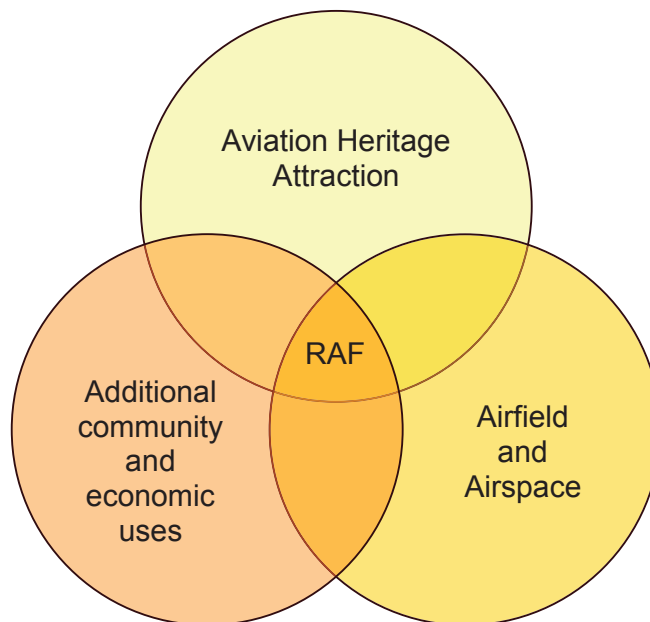 Aviation Heritage
Attraction
RAF
Additional
community
and
economic
uses
Airfield
and
Airspace